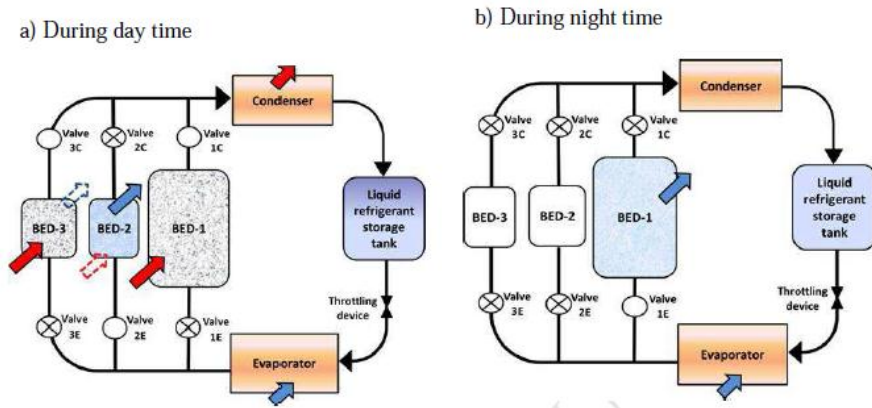 a) During day time
b) During night time
Condenser
Valve
3C
Valve
2C
Valve
1C
BED-3
BED-2
BED-1
Liquid
refrigerant
storage
tank
Throttling
device
Valve
3E
Valve
2E
Valve
1E
Evaporator
Condenser
Valve
3C
Valve
2C
Valve
1C
BED-3
BED-2
BED-1
Liquid
refrigerant
storage
tank
Throttling
device
Valve
3E
Valve
2E
Valve
1E
Evaporator